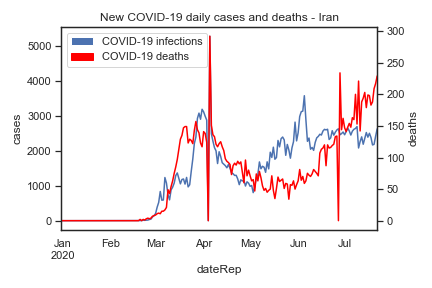 New COVID-19 daily cases and deaths - Iran
COVID-19 infections
COVID-19 deaths
cases
5000
4000
3000
2000
1000
0
deaths
300
250
200
150
100
50
0
Jan Feb Mar Apr May Jun Jul
2020
dateRep